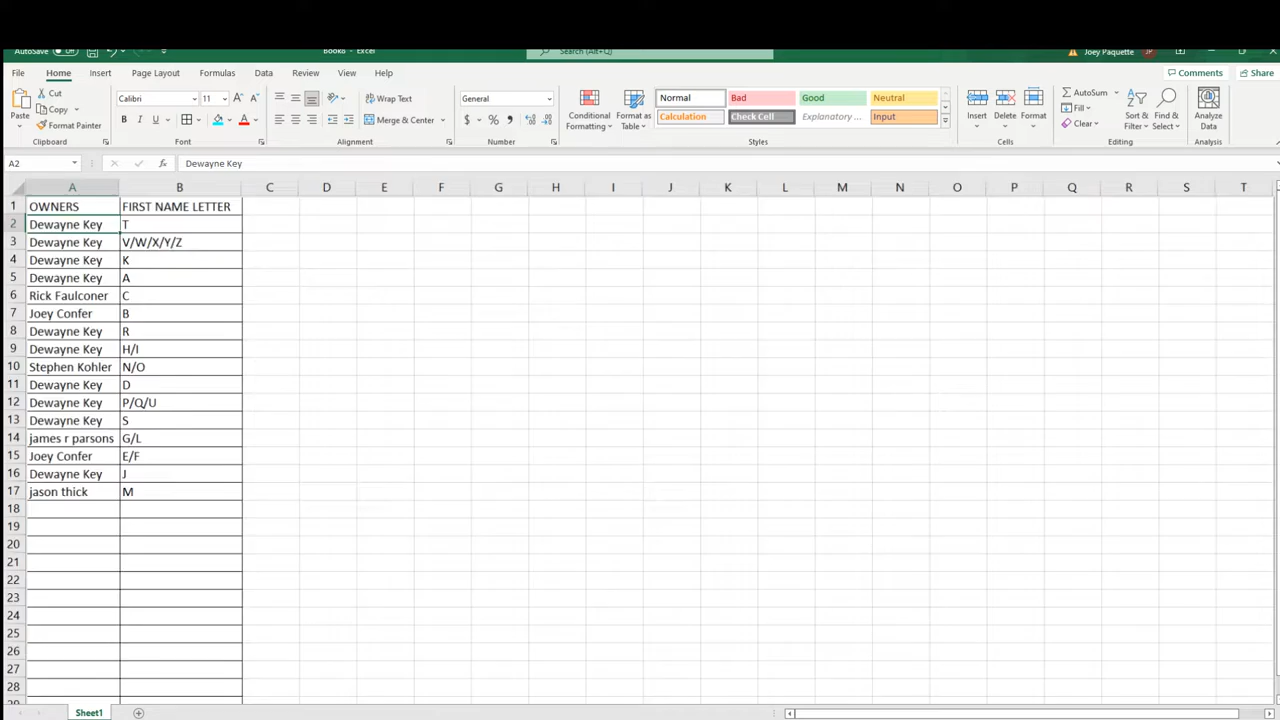 AutoSave Off Book6 - Excel Search (Alt+Q) Joey Paquette JP
File Home Insert Page Layout Formulas Data Review View Help Comments Share
Paste Cut Copy Format Painter
Calibri 11 Wrap Text Merge & Center General
B I U A $ % 9
Conditional Formatting Format as Table
Normal Bad Good Neutral
Calculation Check Cell Explanatory ... Input
Insert Delete Format
AutoSum Fill Clear Sort & Filter Find & Select Analyze Data
Clipboard Font Alignment Number Styles Cells Editing Analysis
A2 fx Dewayne Key
A B C D E F G H I J K L M N O P Q R S T
1 OWNERS FIRST NAME LETTER
2 Dewayne Key T
3 Dewayne Key V/W/X/Y/Z
4 Dewayne Key K
5 Dewayne Key A
6 Rick Faulconer C
7 Joey Confer B
8 Dewayne Key R
9 Dewayne Key H/I
10 Stephen Kohler N/O
11 Dewayne Key D
12 Dewayne Key P/Q/U
13 Dewayne Key S
14 james r parsons G/L
15 Joey Confer E/F
16 Dewayne Key J
17 jason thick M
18
19
20
21
22
23
24
25
26
27
28
29
Sheet1